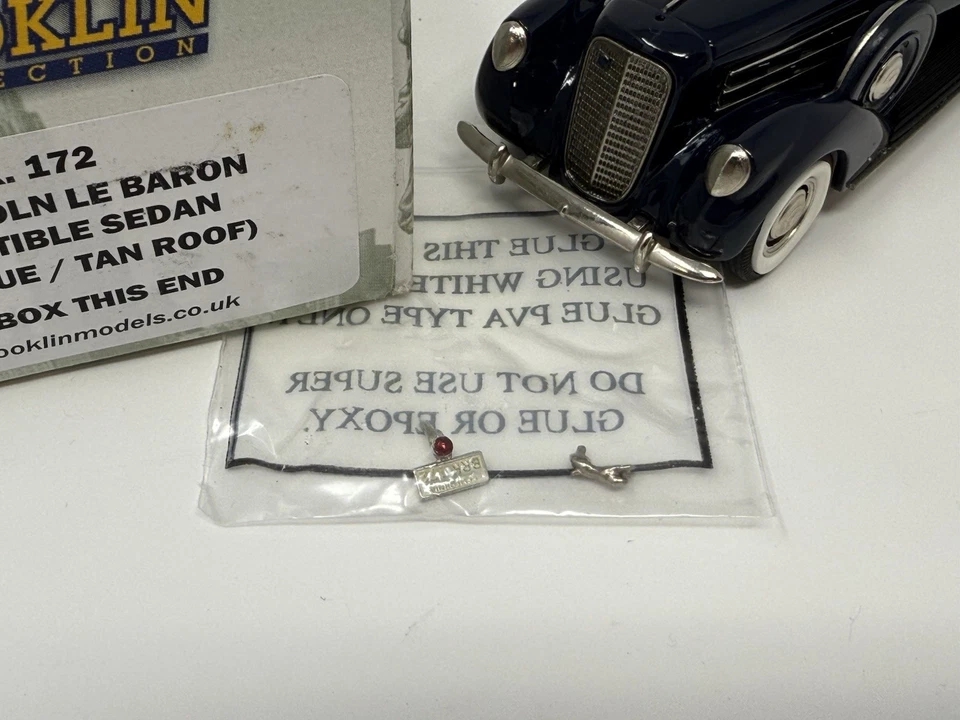 OKLIN
ECTION
. 172
OLN LE BARON
TIBLE SEDAN
UE / TAN ROOF)
BOX THIS END
ooklinmodels.co.uk
GLUE THIS
USING WHITE
GLUE PVA TYPE ONLY
DO NOT USE SUPER
GLUE OR EPOXY.